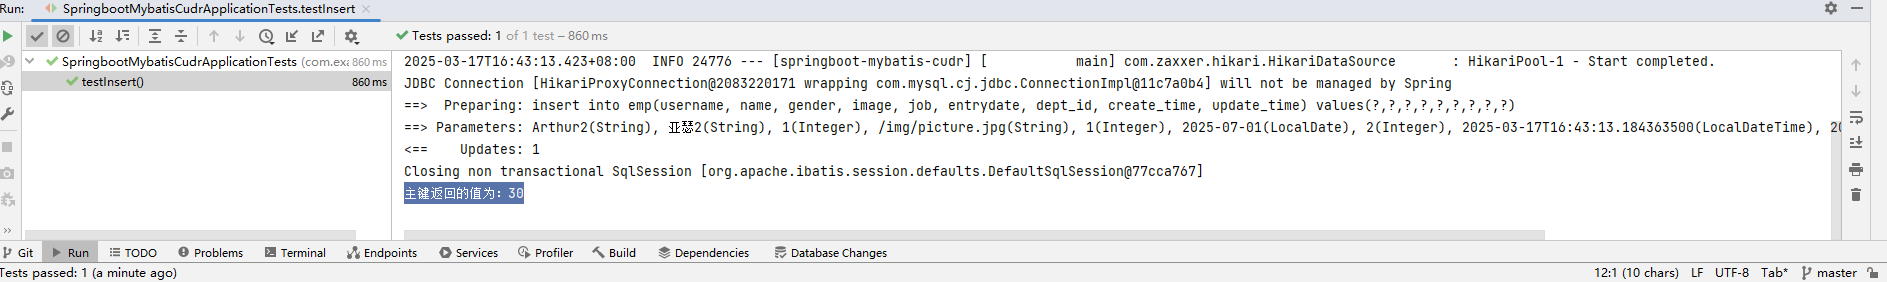 Run: SpringbootMybatisCudrApplicationTests.testInsert
Tests passed: 1 of 1 test – 860 ms
SpringbootMybatisCudrApplicationTests (com.exa 860 ms
testInsert() 860 ms
2025-03-17T16:43:13.423+08:00  INFO 24776 --- [springboot-mybatis-cudr] [           main] com.zaxxer.hikari.HikariDataSource       : HikariPool-1 - Start completed.
JDBC Connection [HikariProxyConnection@2083220171 wrapping com.mysql.cj.jdbc.ConnectionImpl@11c7a0b4] will not be managed by Spring
==>  Preparing: insert into emp(username, name, gender, image, job, entrydate, dept_id, create_time, update_time) values(?,?,?,?,?,?,?,?,?)
==> Parameters: Arthur2(String), 亚瑟2(String), 1(Integer), /img/picture.jpg(String), 1(Integer), 2025-07-01(LocalDate), 2(Integer), 2025-03-17T16:43:13.184363500(LocalDateTime), 20
<==    Updates: 1
Closing non transactional SqlSession [org.apache.ibatis.session.defaults.DefaultSqlSession@77cca767]
主键返回的值为: 30
Git Run TODO Problems Terminal Endpoints Services Profiler Build Dependencies Database Changes
Tests passed: 1 (a minute ago) 12:1 (10 chars) LF UTF-8 Tab* master